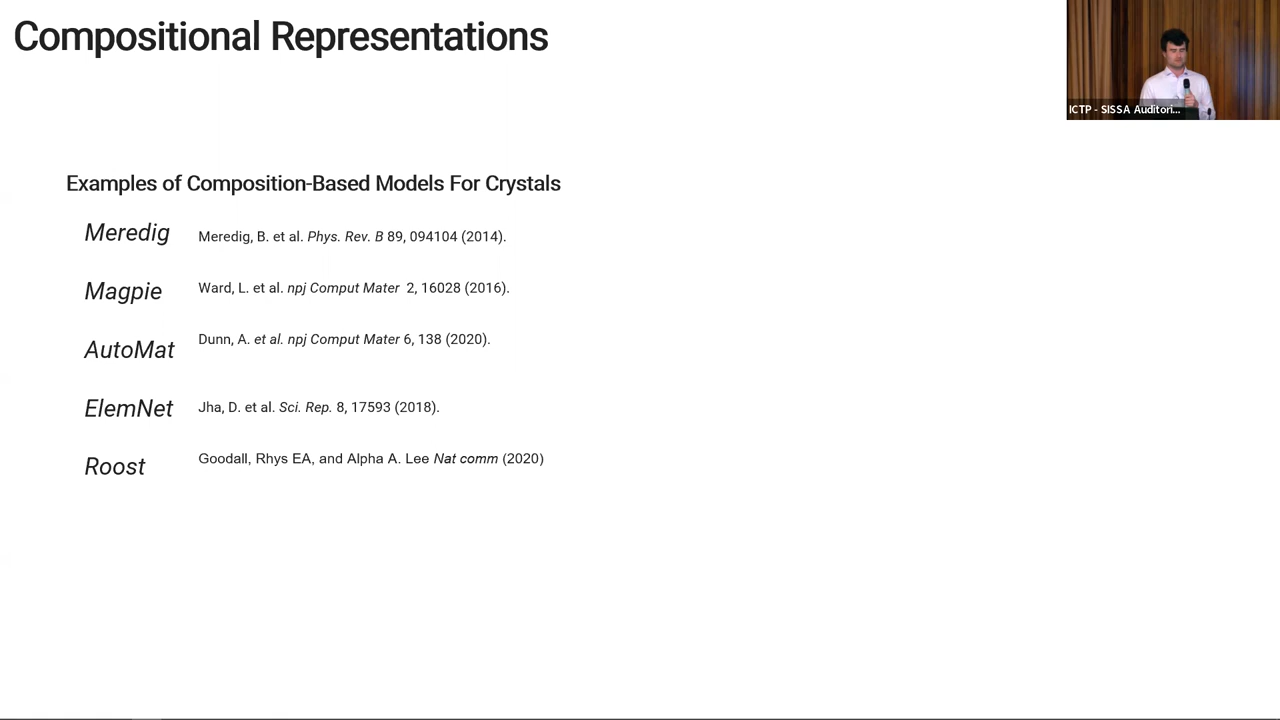 Compositional Representations
ICTP - SISSA Auditori...
Examples of Composition-Based Models For Crystals
Meredig Meredig, B. et al. Phys. Rev. B 89, 094104 (2014).
Magpie Ward, L. et al. npj Comput Mater 2, 16028 (2016).
AutoMat Dunn, A. et al. npj Comput Mater 6, 138 (2020).
ElemNet Jha, D. et al. Sci. Rep. 8, 17593 (2018).
Roost Goodall, Rhys EA, and Alpha A. Lee Nat comm (2020)